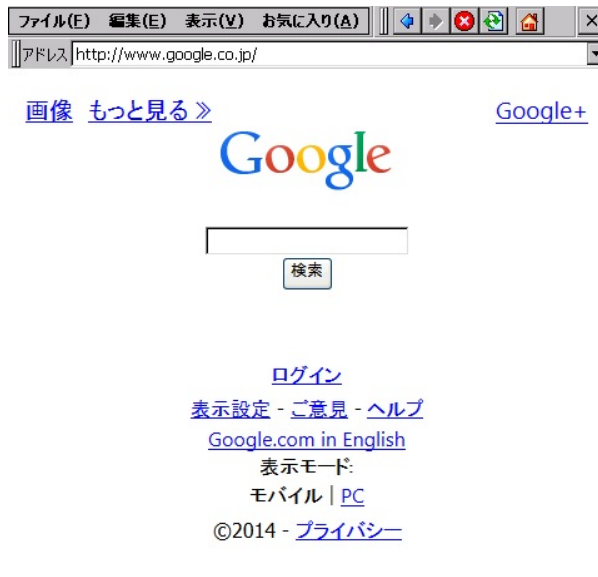 ファイル(F) 編集(E) 表示(V) お気に入り(A)
アドレス http://www.google.co.jp/
画像 もっと見る ≫ Google+
Google
検索
ログイン
表示設定 - ご意見 - ヘルプ
Google.com in English
表示モード:
モバイル | PC
©2014 - プライバシー